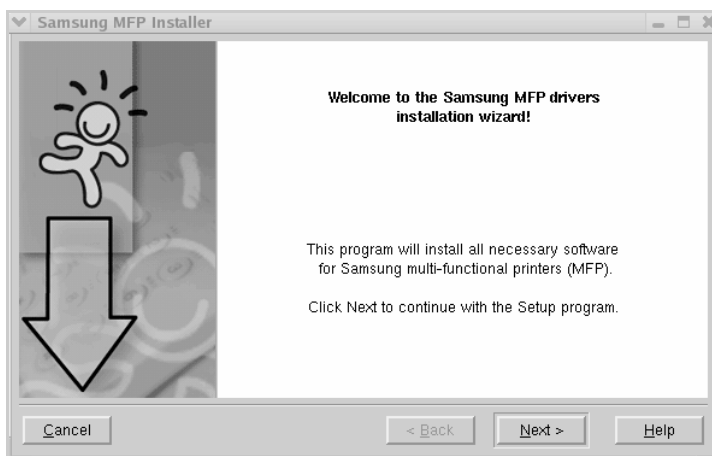 Samsung MFP Installer
Welcome to the Samsung MFP drivers
installation wizard!
This program will install all necessary software
for Samsung multi-functional printers (MFP).
Click Next to continue with the Setup program.
Cancel
< Back
Next >
Help